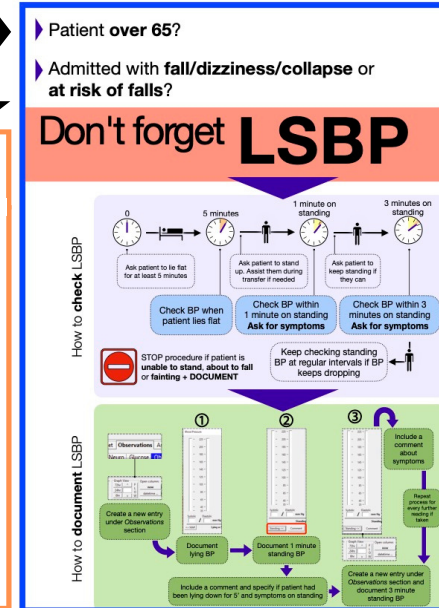 Patient over 65?
Admitted with fall/dizziness/collapse or
at risk of falls?
Don't forget LSBP
How to check LSBP
0
5 minutes
1 minute on
standing
3 minutes on
standing
Ask patient to lie flat
for at least 5 minutes
Ask patient to stand
up. Assist them during
transfer if needed
Ask patient to
keep standing if
they can
Check BP when
patient lies flat
Check BP within
1 minute on standing
Ask for symptoms
Check BP within 3
minutes on standing
Ask for symptoms
STOP procedure if patient is
unable to stand, about to fall
or fainting + DOCUMENT
Keep checking standing
BP at regular intervals if BP
keeps dropping
How to document LSBP
①
②
③
Observations
Create a new entry
under Observations
section
Document
lying BP
Document 1 minute
standing BP
Include a
comment
about
symptoms
Repeat
process for
every further
reading if
taken
Include a comment and specify if patient had
been lying down for 5' and symptoms on standing
Create a new entry under
Observations section and
document 3 minute
standing BP